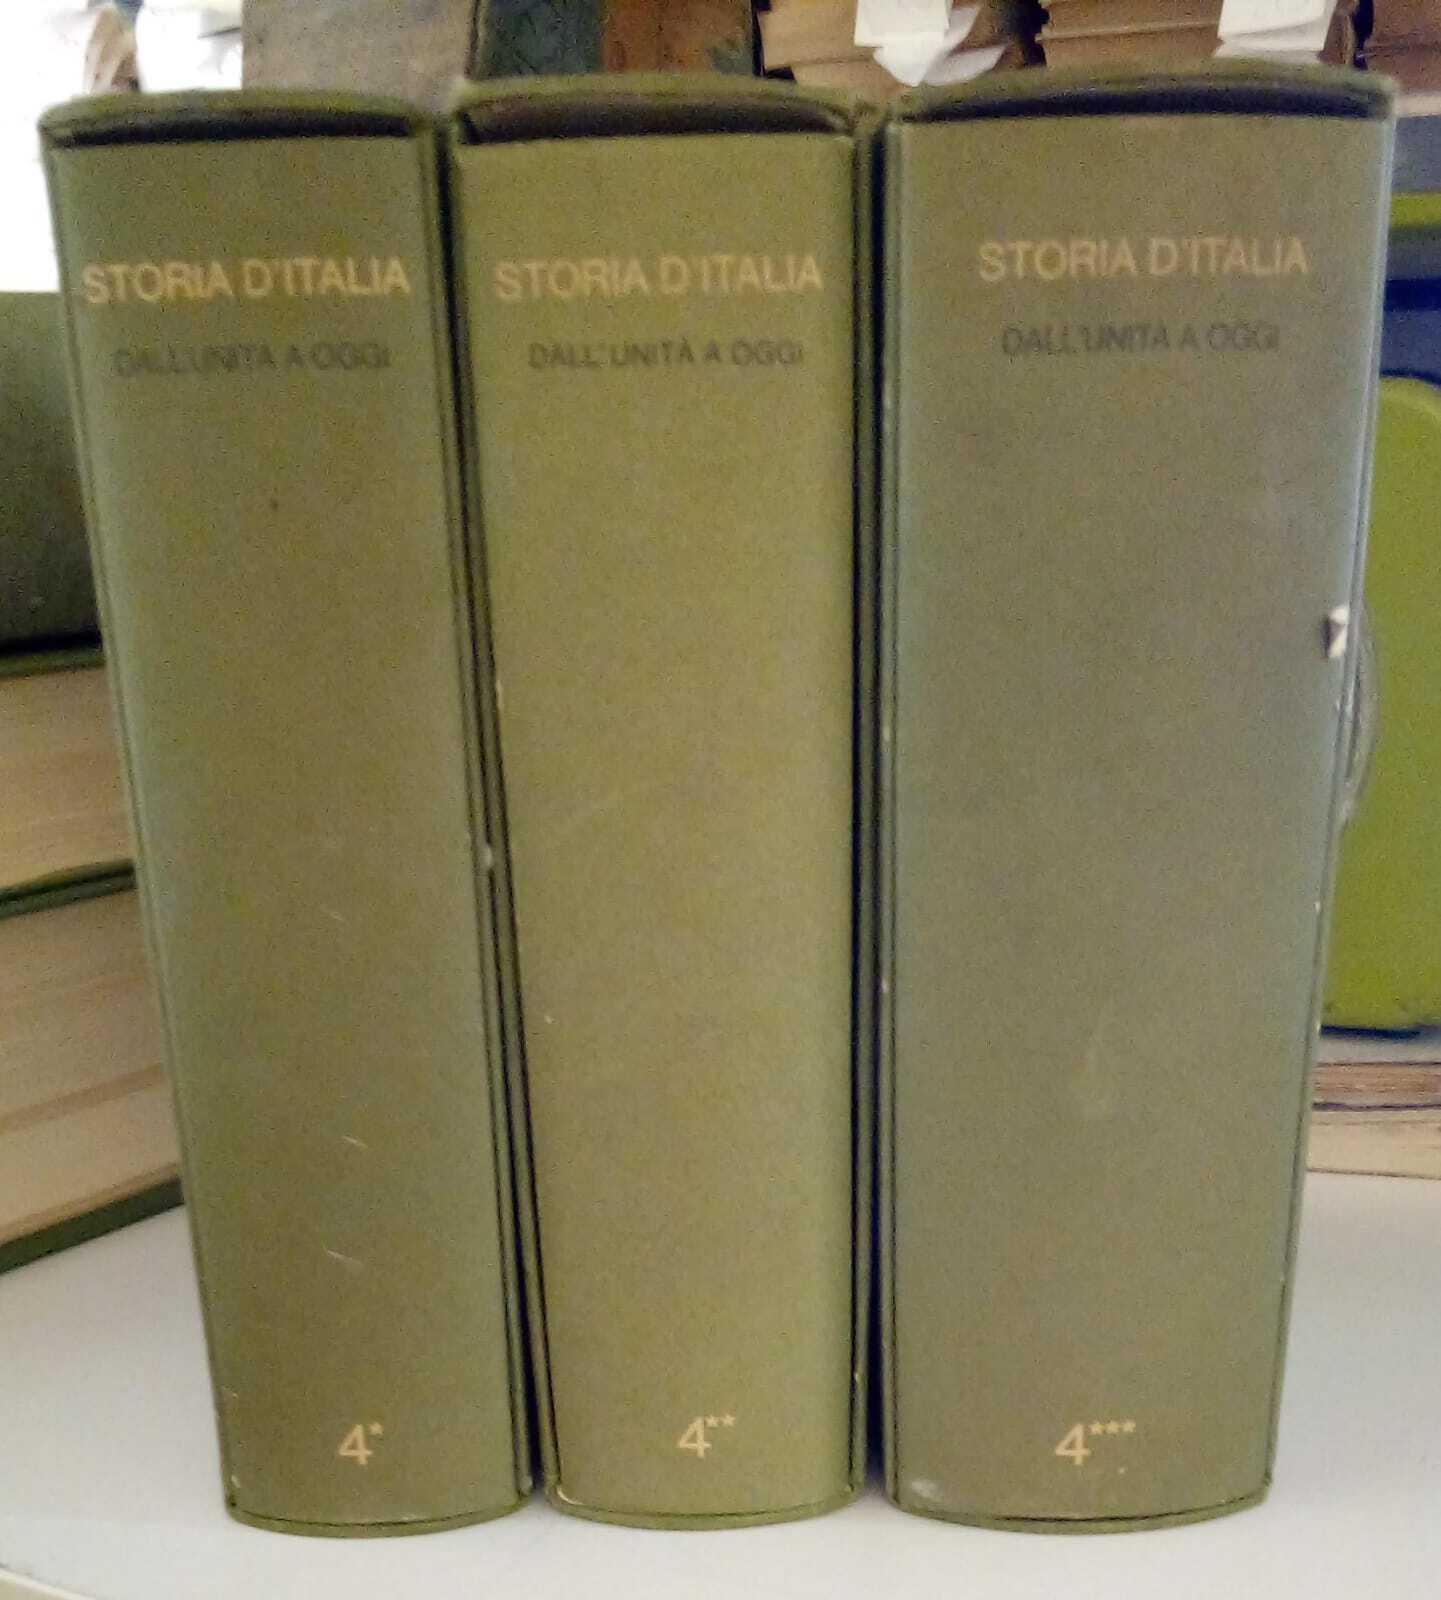 STORIA D'ITALIA
DALL'UNITÀ A OGGI
4*
STORIA D'ITALIA
DALL'UNITÀ A OGGI
4**
STORIA D'ITALIA
DALL'UNITÀ A OGGI
4***